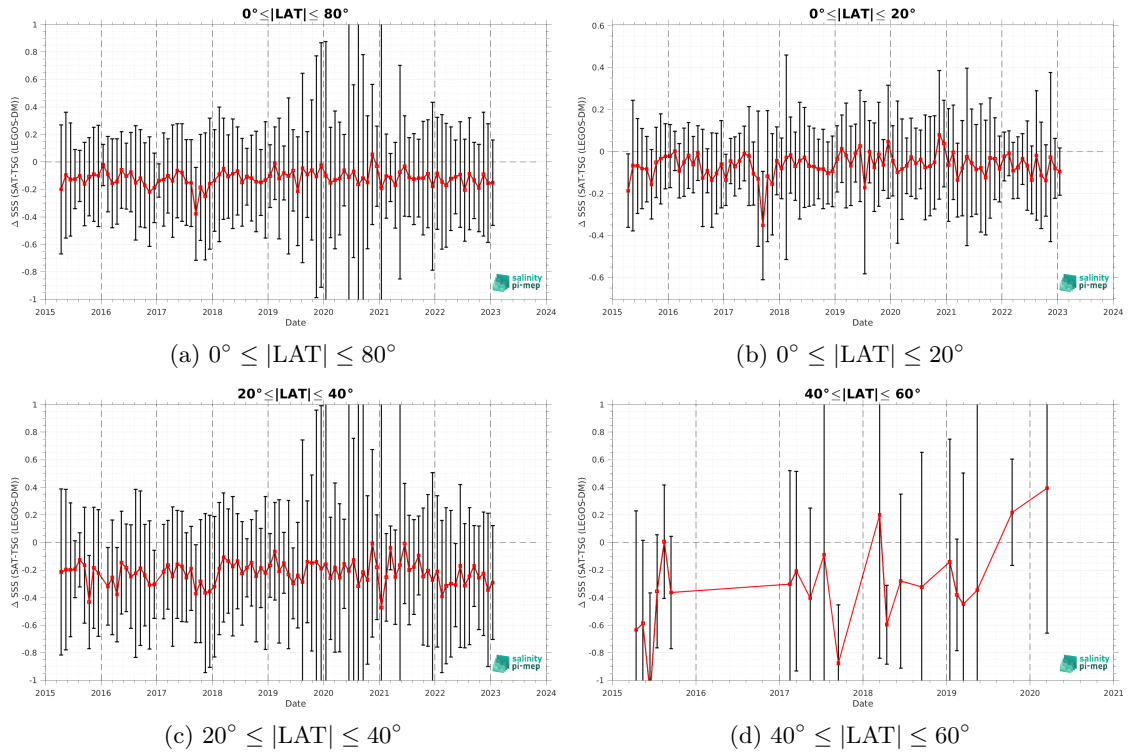 0°≤|LAT|≤ 80°
1
0.8
0.6
0.4
0.2
0
-0.2
-0.4
-0.6
-0.8
-1
Δ SSS (SAT-TSG (LEGOS-DM))
2015 2016 2017 2018 2019 2020 2021 2022 2023 2024
Date
salinity
pi-mep
(a) 0° ≤ |LAT| ≤ 80°
0°≤|LAT|≤ 20°
0.6
0.4
0.2
0
-0.2
-0.4
-0.6
Δ SSS (SAT-TSG (LEGOS-DM))
2015 2016 2017 2018 2019 2020 2021 2022 2023 2024
Date
salinity
pi-mep
(b) 0° ≤ |LAT| ≤ 20°
20°≤|LAT|≤ 40°
1
0.8
0.6
0.4
0.2
0
-0.2
-0.4
-0.6
-0.8
-1
Δ SSS (SAT-TSG (LEGOS-DM))
2015 2016 2017 2018 2019 2020 2021 2022 2023 2024
Date
salinity
pi-mep
(c) 20° ≤ |LAT| ≤ 40°
40°≤|LAT|≤ 60°
1
0.8
0.6
0.4
0.2
0
-0.2
-0.4
-0.6
-0.8
-1
Δ SSS (SAT-TSG (LEGOS-DM))
2015 2016 2017 2018 2019 2020 2021
Date
salinity
pi-mep
(d) 40° ≤ |LAT| ≤ 60°